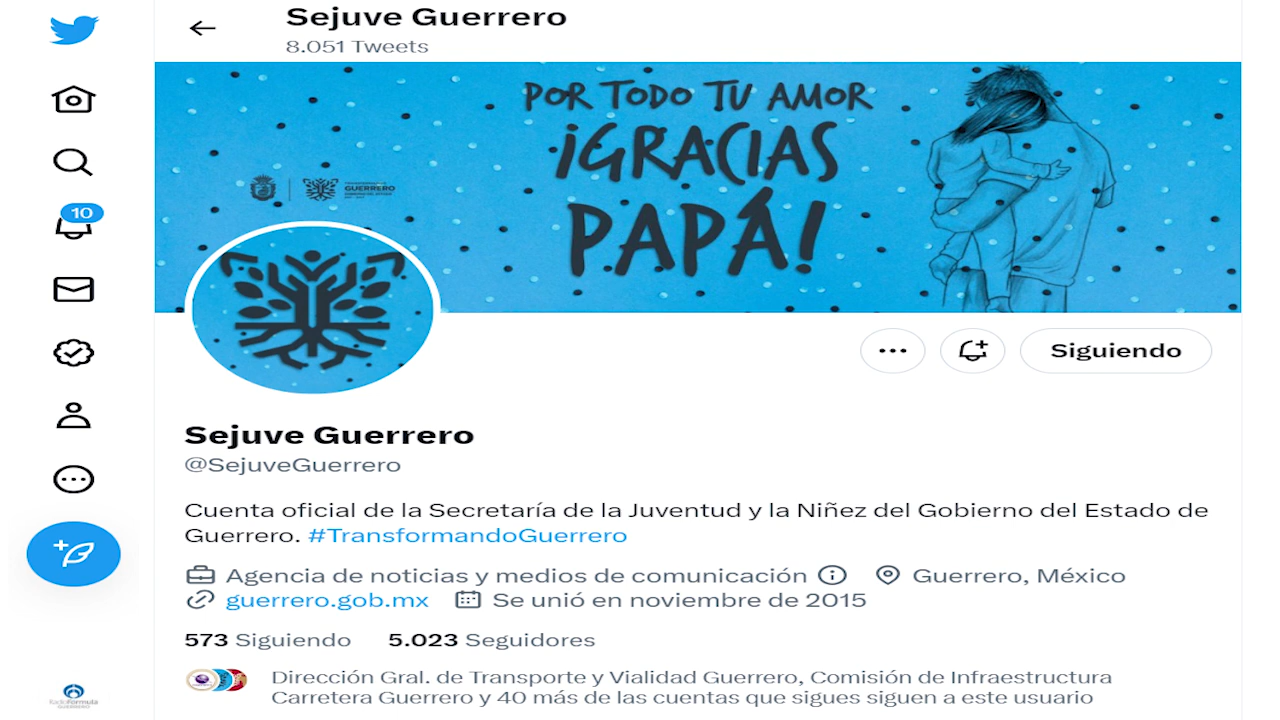 Sejuve Guerrero
8.051 Tweets
POR TODO TU AMOR
¡GRACIAS
PAPÁ!
GUERRERO
10
Siguiendo
Sejuve Guerrero
@SejuveGuerrero
Cuenta oficial de la Secretaría de la Juventud y la Niñez del Gobierno del Estado de
Guerrero. #TransformandoGuerrero
Agencia de noticias y medios de comunicación Guerrero, México
guerrero.gob.mx Se unió en noviembre de 2015
573 Siguiendo 5.023 Seguidores
Dirección Gral. de Transporte y Vialidad Guerrero, Comisión de Infraestructura
Carretera Guerrero y 40 más de las cuentas que sigues siguen a este usuario
RadioFórmula
GUERRERO